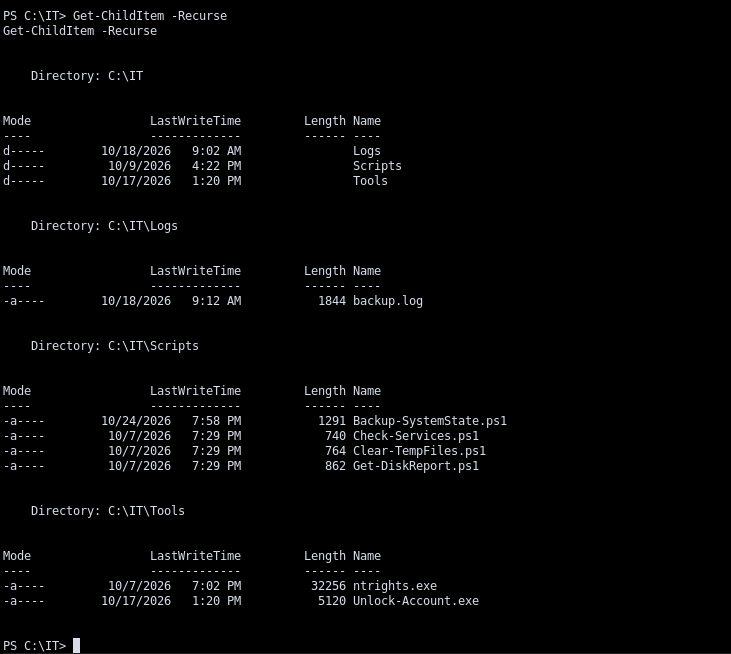 PS C:\IT> Get-ChildItem -Recurse
Get-ChildItem -Recurse


    Directory: C:\IT


Mode                 LastWriteTime         Length Name
----                 -------------         ------ ----
d-----        10/18/2026   9:02 AM                Logs
d-----         10/9/2026   4:22 PM                Scripts
d-----        10/17/2026   1:20 PM                Tools


    Directory: C:\IT\Logs


Mode                 LastWriteTime         Length Name
----                 -------------         ------ ----
-a----        10/18/2026   9:12 AM           1844 backup.log


    Directory: C:\IT\Scripts


Mode                 LastWriteTime         Length Name
----                 -------------         ------ ----
-a----        10/24/2026   7:58 PM           1291 Backup-SystemState.ps1
-a----         10/7/2026   7:29 PM            740 Check-Services.ps1
-a----         10/7/2026   7:29 PM            764 Clear-TempFiles.ps1
-a----         10/7/2026   7:29 PM            862 Get-DiskReport.ps1


    Directory: C:\IT\Tools


Mode                 LastWriteTime         Length Name
----                 -------------         ------ ----
-a----         10/7/2026   7:02 PM          32256 ntrights.exe
-a----        10/17/2026   1:20 PM           5120 Unlock-Account.exe


PS C:\IT>